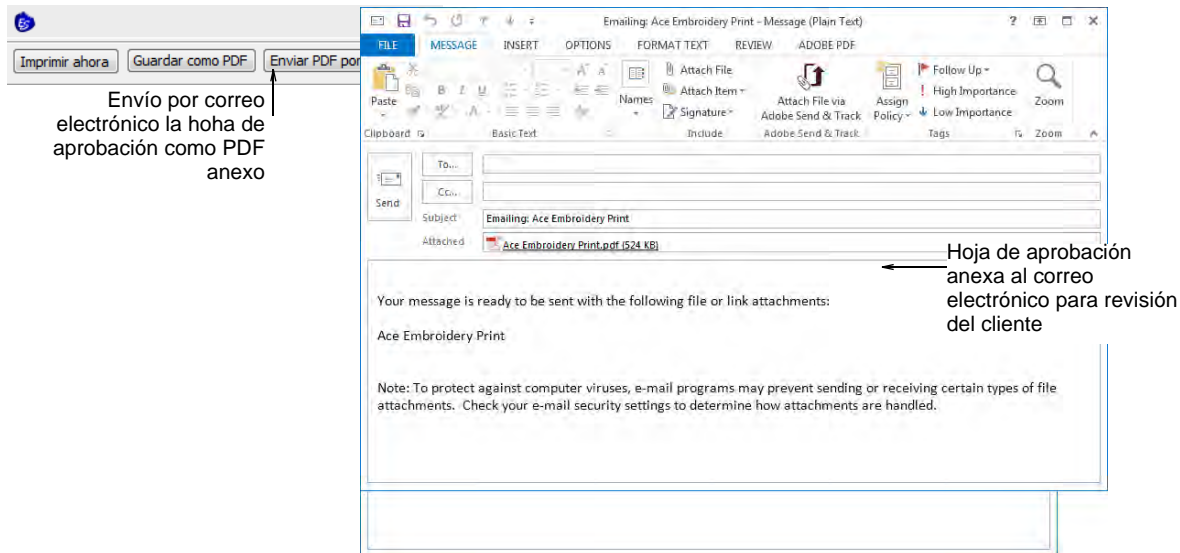 Imprimir ahora Guardar como PDF Enviar PDF por
Envío por correo
electrónico la hoha de
aprobación como PDF
anexo
Emailing: Ace Embroidery Print - Message (Plain Text)
FILE MESSAGE INSERT OPTIONS FORMAT TEXT REVIEW ADOBE PDF
Paste
B I U
A A
A
Names
Attach File
Attach Item
Signature
Attach File via
Adobe Send & Track
Assign
Policy
Follow Up
High Importance
Low Importance
Zoom
Clipboard Basic Text Include Adobe Send & Track Tags Zoom
Send
To...
Cc...
Subject Emailing: Ace Embroidery Print
Attached Ace Embroidery Print.pdf (524 KB)
Hoja de aprobación
anexa al correo
electrónico para revisión
del cliente
Your message is ready to be sent with the following file or link attachments:
Ace Embroidery Print
Note: To protect against computer viruses, e-mail programs may prevent sending or receiving certain types of file
attachments. Check your e-mail security settings to determine how attachments are handled.